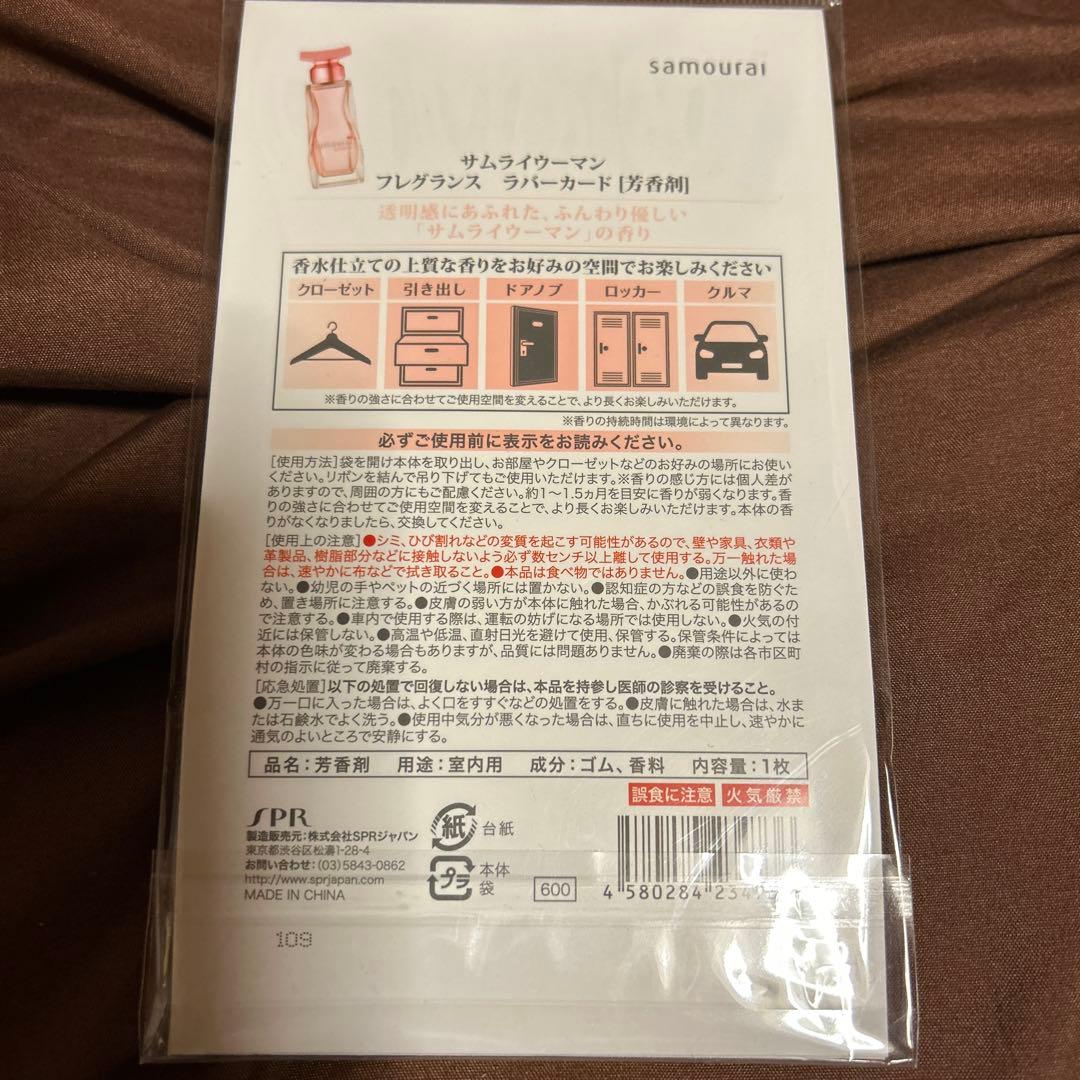 samourai
サムライウーマン
フレグランス ラバーカード [芳香剤]
透明感にあふれた、ふんわり優しい
「サムライウーマン」の香り
香水仕立ての上質な香りをお好みの空間でお楽しみください
クローゼット 引き出し ドアノブ ロッカー クルマ
※香りの強さに合わせてご使用空間を変えることで、より長くお楽しみいただけます。
※香りの持続時間は環境によって異なります。
必ずご使用前に表示をお読みください。
[使用方法]袋を開け本体を取り出し、お部屋やクローゼットなどのお好みの場所にお使い
ください。リボンを結んで吊り下げてもご使用いただけます。※香りの感じ方には個人差が
ありますので、周囲の方にもご配慮ください。約1〜1.5ヵ月を目安に香りが弱くなります。香
りの強さに合わせてご使用空間を変えることで、より長くお楽しみいただけます。本体の香
りがなくなりましたら、交換してください。
[使用上の注意]●シミ、ひび割れなどの変質を起こす可能性があるので、壁や家具、衣類や
革製品、樹脂部分などに接触しないよう必ず数センチ以上離して使用する。万一触れた場
合は、速やかに布などで拭き取ること。●本品は食べ物ではありません。●用途以外に使わ
ない。●幼児の手やペットの近づく場所には置かない。●認知症の方などの誤食を防ぐた
め、置き場所に注意する。●皮膚の弱い方が本体に触れた場合、かぶれる可能性があるの
で注意する。●車内で使用する際は、運転の妨げになる場所では使用しない。●火気の付
近には保管しない。●高温や低温、直射日光を避けて使用、保管する。保管条件によっては
本体の色味が変わる場合もありますが、品質には問題ありません。●廃棄の際は各市区町
村の指示に従って廃棄する。
[応急処置]以下の処置で回復しない場合は、本品を持参し医師の診察を受けること。
●万一口に入った場合は、よく口をすすぐなどの処置をする。●皮膚に触れた場合は、水ま
たは石鹸水でよく洗う。●使用中気分が悪くなった場合は、直ちに使用を中止し、速やかに
通気のよいところで安静にする。
品名：芳香剤 用途：室内用 成分：ゴム、香料 内容量：1枚
誤食に注意 火気厳禁
SPR
製造販売元：株式会社SPRジャパン
東京都渋谷区松濤1-28-4
お問い合わせ：(03)5843-0862
http://www.sprjapan.com
MADE IN CHINA
紙 台紙
プラ 本体
袋
600
4 580284 234
109